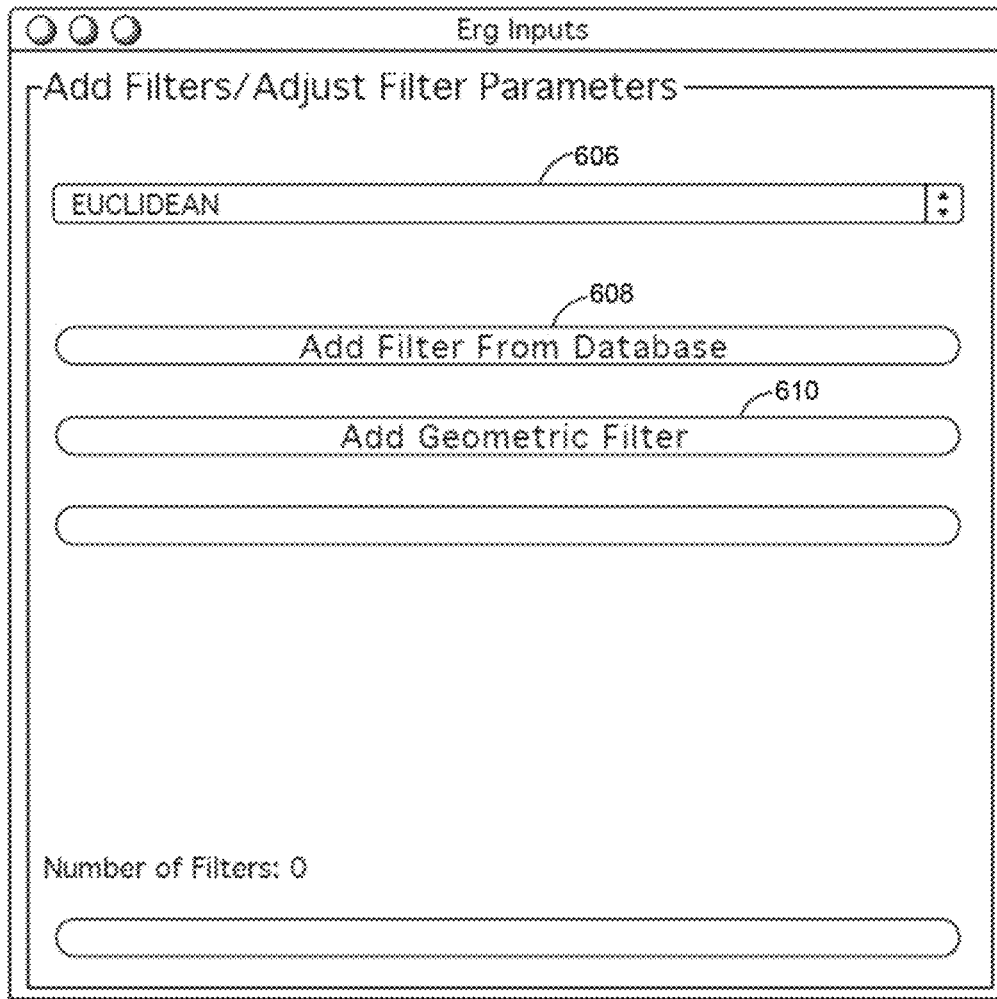 Erg Inputs
Add Filters/Adjust Filter Parameters
606
EUCLIDEAN
608
Add Filter From Database
610
Add Geometric Filter
Number of Filters: 0